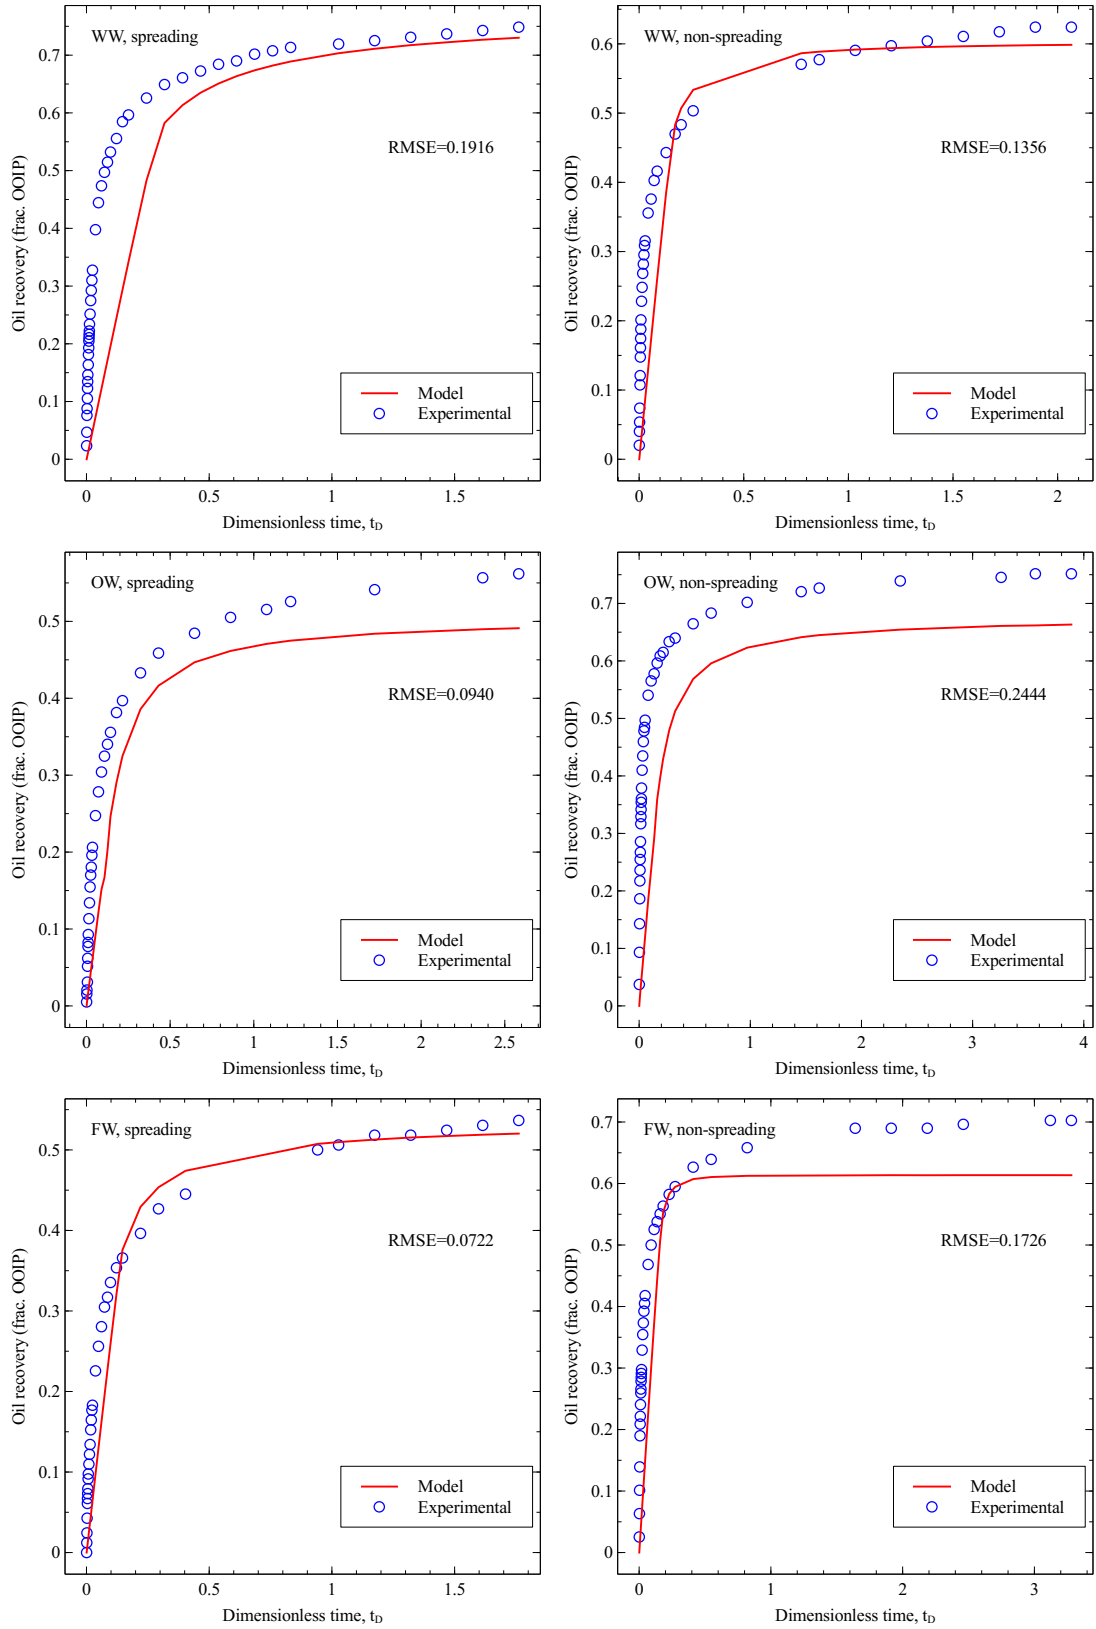 WW, spreading
RMSE=0.1916
Model
Experimental
0
0.1
0.2
0.3
0.4
0.5
0.6
0.7
0
0.5
1
1.5
Oil recovery (frac. OOIP)
Dimensionless time, tD
WW, non-spreading
RMSE=0.1356
Model
Experimental
0
0.1
0.2
0.3
0.4
0.5
0.6
0
0.5
1
1.5
2
Oil recovery (frac. OOIP)
Dimensionless time, tD
OW, spreading
RMSE=0.0940
Model
Experimental
0
0.1
0.2
0.3
0.4
0.5
0
0.5
1
1.5
2
2.5
Oil recovery (frac. OOIP)
Dimensionless time, tD
OW, non-spreading
RMSE=0.2444
Model
Experimental
0
0.1
0.2
0.3
0.4
0.5
0.6
0.7
0
1
2
3
4
Oil recovery (frac. OOIP)
Dimensionless time, tD
FW, spreading
RMSE=0.0722
Model
Experimental
0
0.1
0.2
0.3
0.4
0.5
0
0.5
1
1.5
Oil recovery (frac. OOIP)
Dimensionless time, tD
FW, non-spreading
RMSE=0.1726
Model
Experimental
0
0.1
0.2
0.3
0.4
0.5
0.6
0.7
0
1
2
3
Oil recovery (frac. OOIP)
Dimensionless time, tD